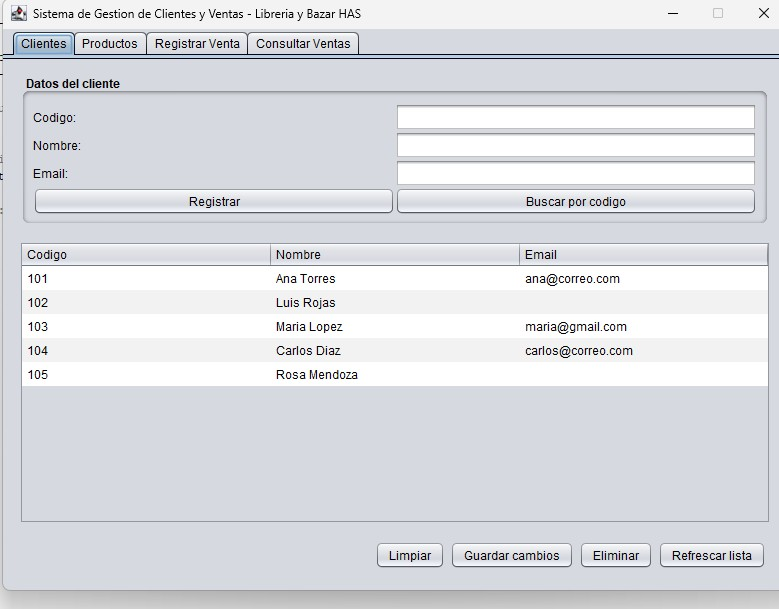 Sistema de Gestion de Clientes y Ventas - Libreria y Bazar HAS
Clientes Productos Registrar Venta Consultar Ventas
Datos del cliente
Codigo:
Nombre:
Email:
Registrar Buscar por codigo
Codigo Nombre Email
101 Ana Torres ana@correo.com
102 Luis Rojas
103 Maria Lopez maria@gmail.com
104 Carlos Diaz carlos@correo.com
105 Rosa Mendoza
Limpiar Guardar cambios Eliminar Refrescar lista